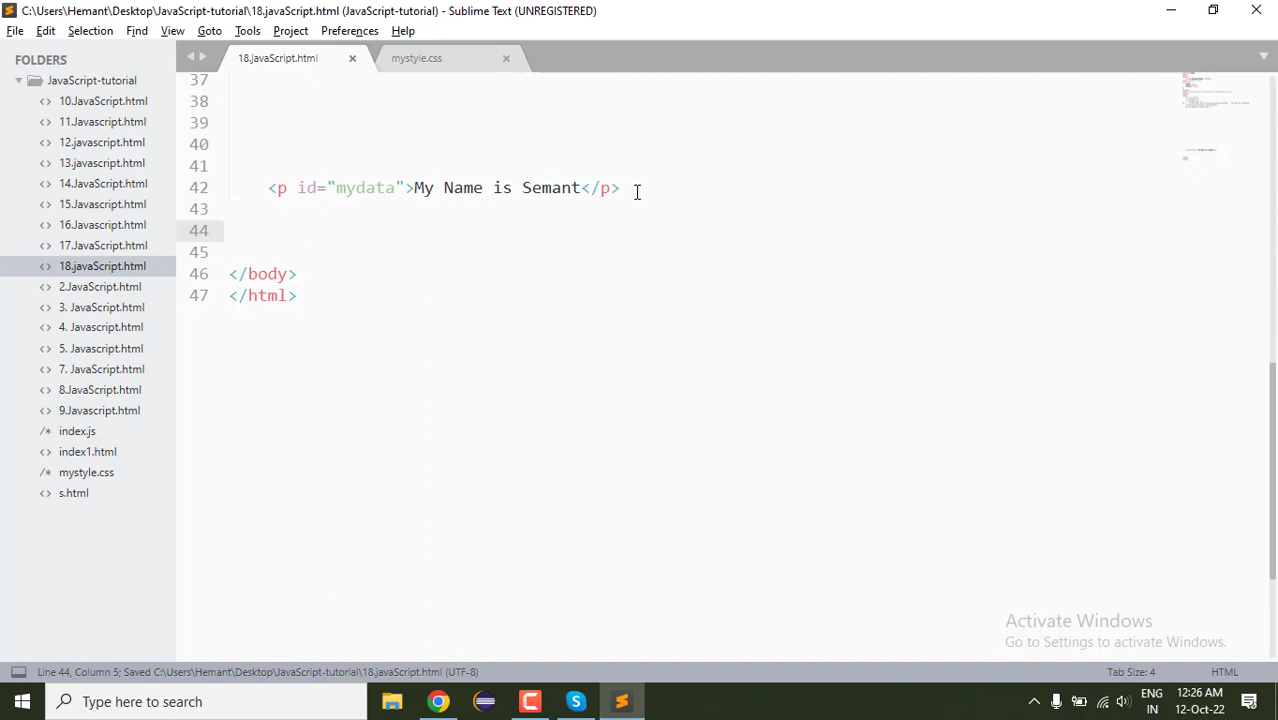 C:\Users\Hemant\Desktop\JavaScript-tutorial\18.javaScript.html (JavaScript-tutorial) - Sublime Text (UNREGISTERED)
File Edit Selection Find View Goto Tools Project Preferences Help
FOLDERS
JavaScript-tutorial
10.JavaScript.html
11.Javascript.html
12.javascript.html
13.javascript.html
14.JavaScript.html
15.JavaScript.html
16.Javascript.html
17.JavaScript.html
18.javaScript.html
2.JavaScript.html
3. JavaScript.html
4. Javascript.html
5. Javascript.html
7. JavaScript.html
8.JavaScript.html
9.Javascript.html
index.js
index1.html
mystyle.css
s.html
18.javaScript.html mystyle.css
37
38
39
40
41
42 <p id="mydata">My Name is Semant</p>
43
44
45
46 </body>
47 </html>
Activate Windows
Go to Settings to activate Windows.
Line 44, Column 5; Saved C:\Users\Hemant\Desktop\JavaScript-tutorial\18.javaScript.html (UTF-8) Tab Size: 4 HTML
Type here to search
ENG
IN
12:26 AM
12-Oct-22